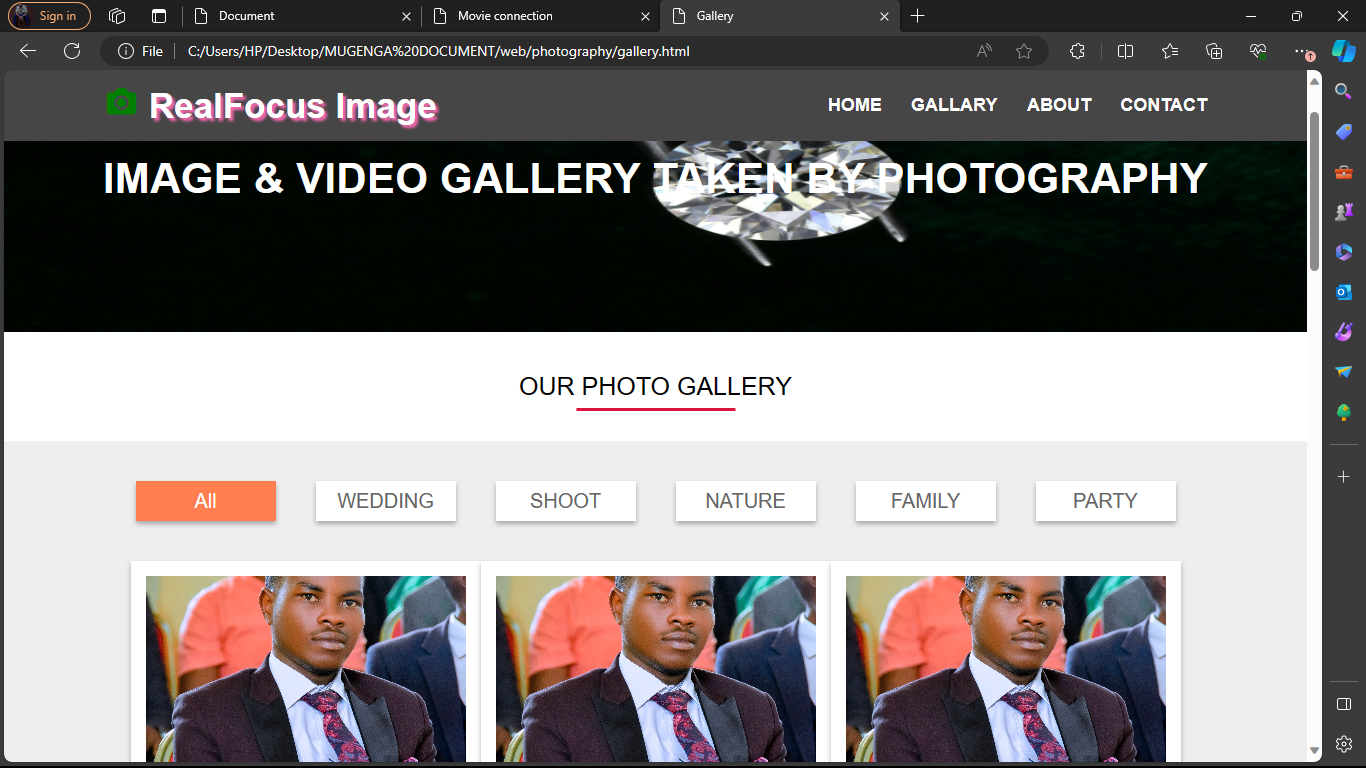 Sign in
Document
Movie connection
Gallery
File
C:/Users/HP/Desktop/MUGENGA%20DOCUMENT/web/photography/gallery.html
RealFocus Image
HOME GALLARY ABOUT CONTACT
IMAGE & VIDEO GALLERY TAKEN BY PHOTOGRAPHY
OUR PHOTO GALLERY
All WEDDING SHOOT NATURE FAMILY PARTY